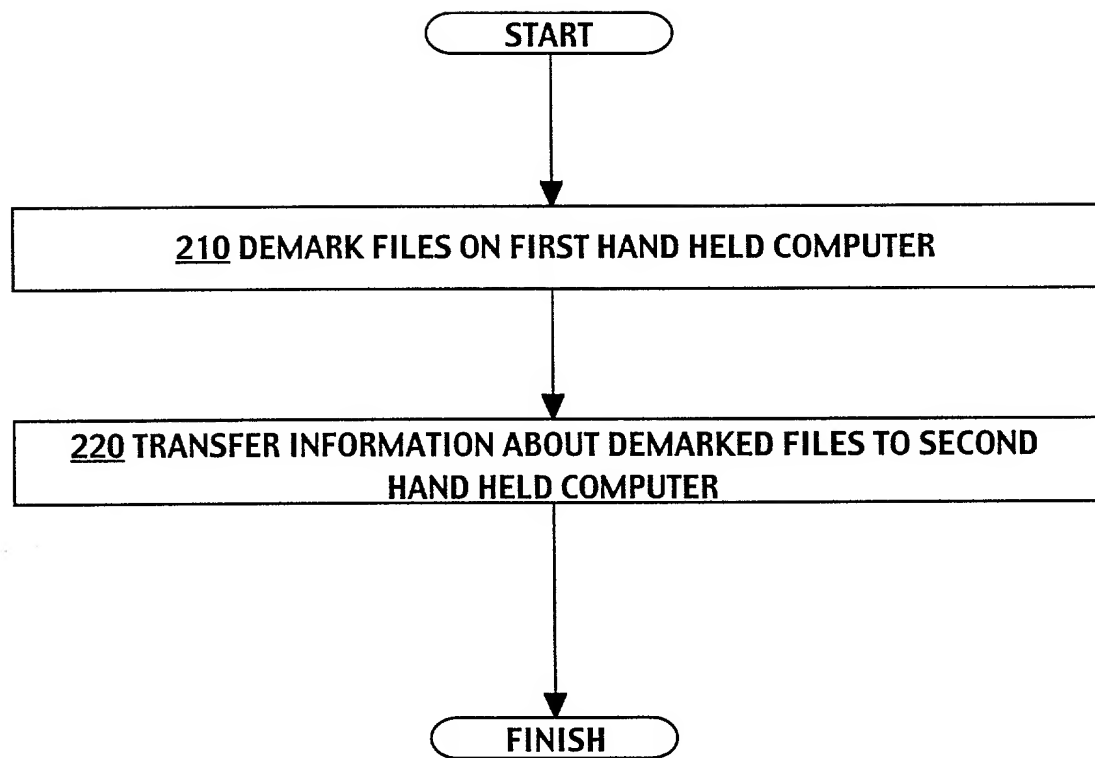 START
210 DEMARK FILES ON FIRST HAND HELD COMPUTER
220 TRANSFER INFORMATION ABOUT DEMARKED FILES TO SECOND
HAND HELD COMPUTER
FINISH